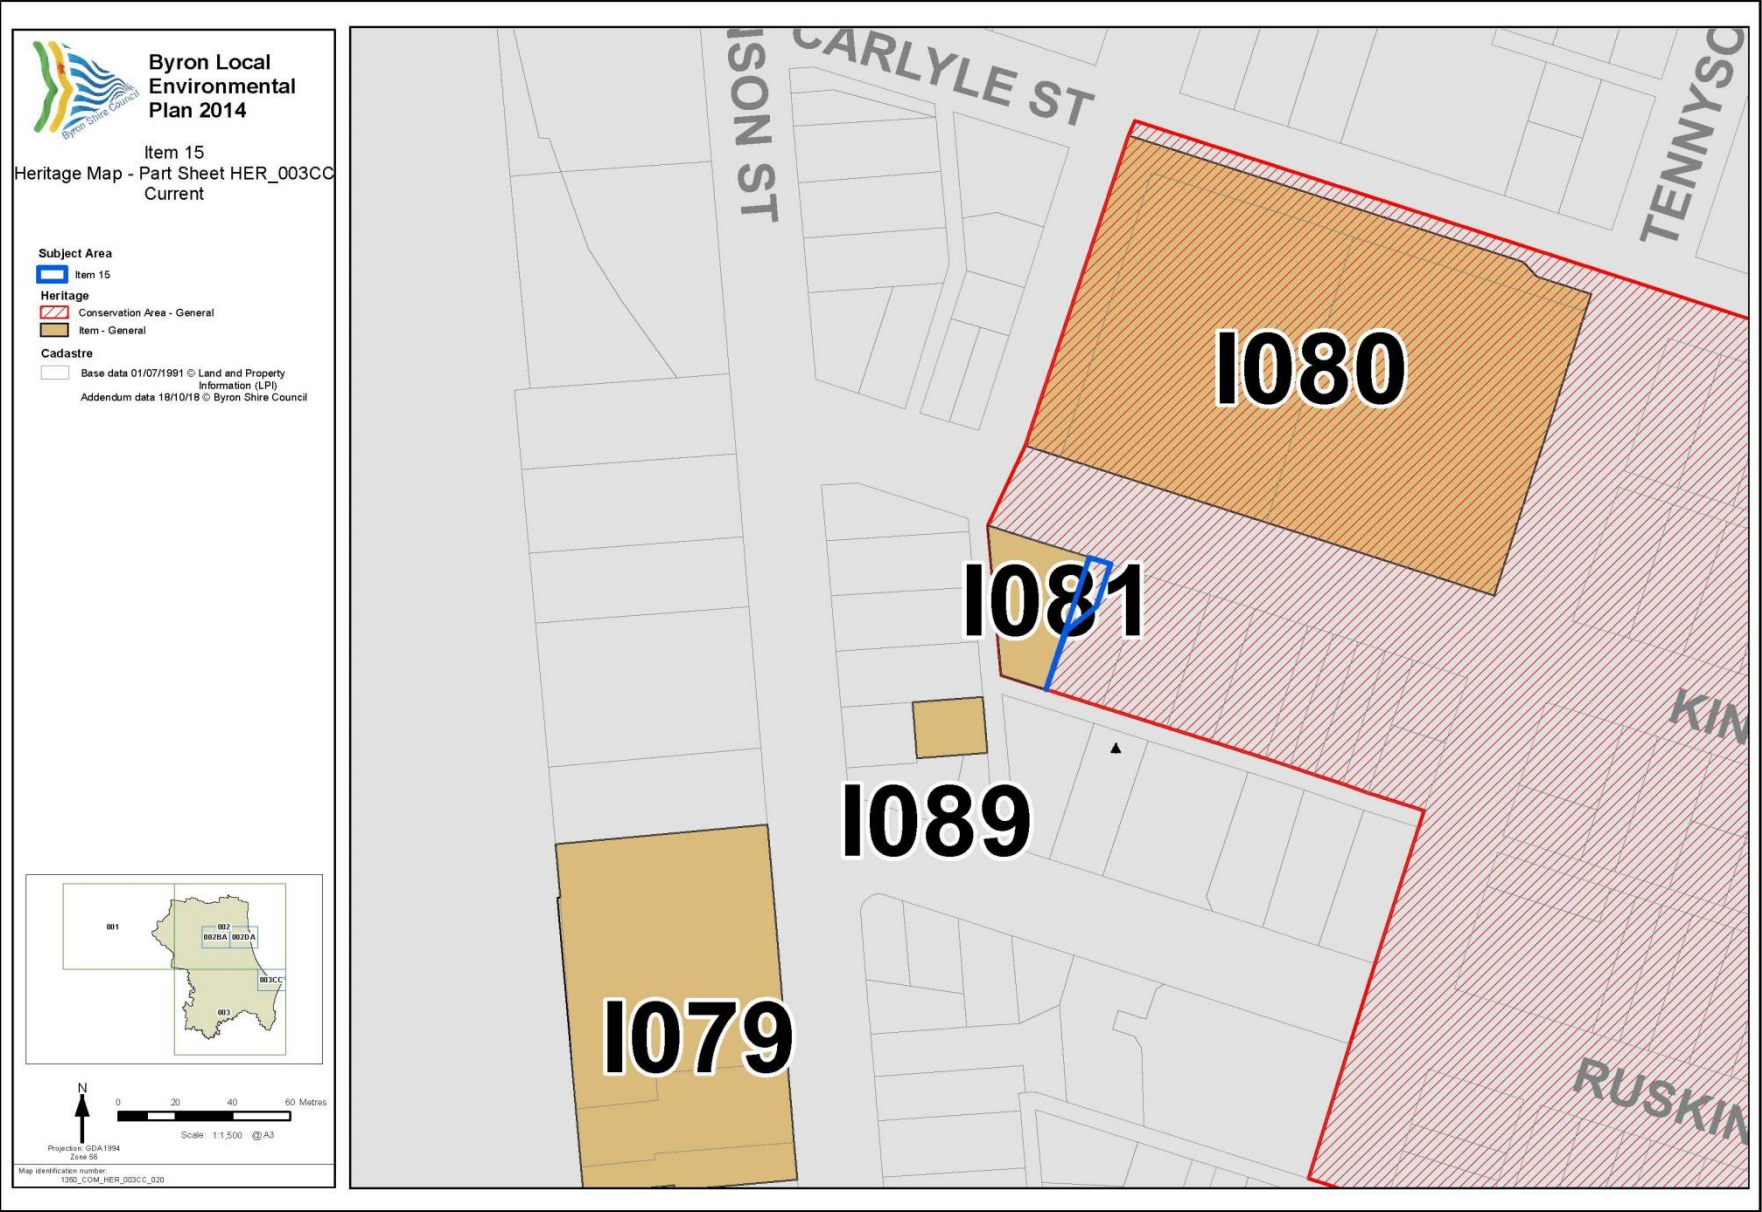 Byron Local
Environmental
Plan 2014
Byron Shire Council
Item 15
Heritage Map - Part Sheet HER_003CC
Current
Subject Area
Item 15
Heritage
Conservation Area - General
Item - General
Cadastre
Base data 01/07/1991 © Land and Property
Information (LPI)
Addendum data 18/10/18 © Byron Shire Council
001
002
002BA
002DA
003CC
003
N
0 20 40 60 Metres
Scale: 1:1,500 @A3
Projection: GDA 1994
Zone 56
Map identification number:
1350_COM_HER_003CC_020
ISON ST
CARLYLE ST
TENNYSO
I080
I081
KIN
I089
I079
RUSKIN